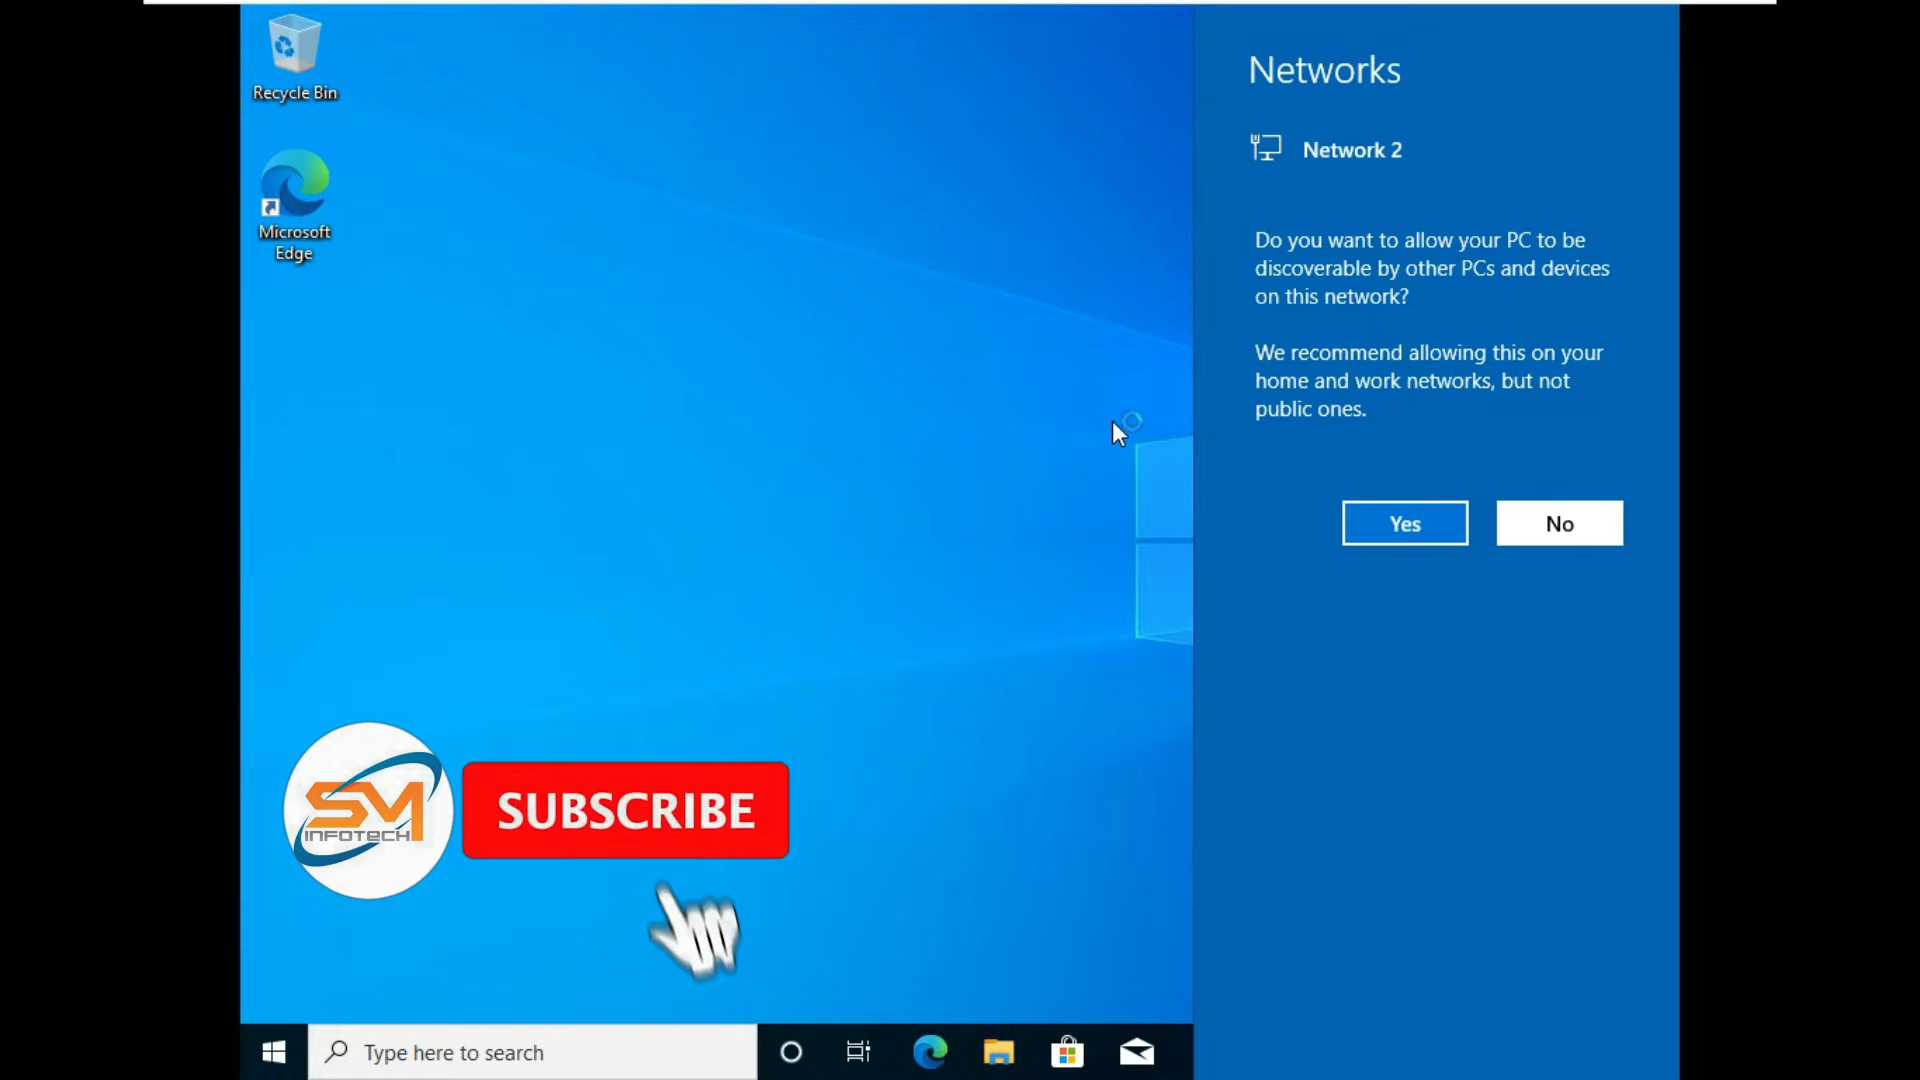 Recycle Bin
Microsoft
Edge
Networks
Network 2
Do you want to allow your PC to be
discoverable by other PCs and devices
on this network?
We recommend allowing this on your
home and work networks, but not
public ones.
Yes
No
SM
INFOTECH
SUBSCRIBE
Type here to search